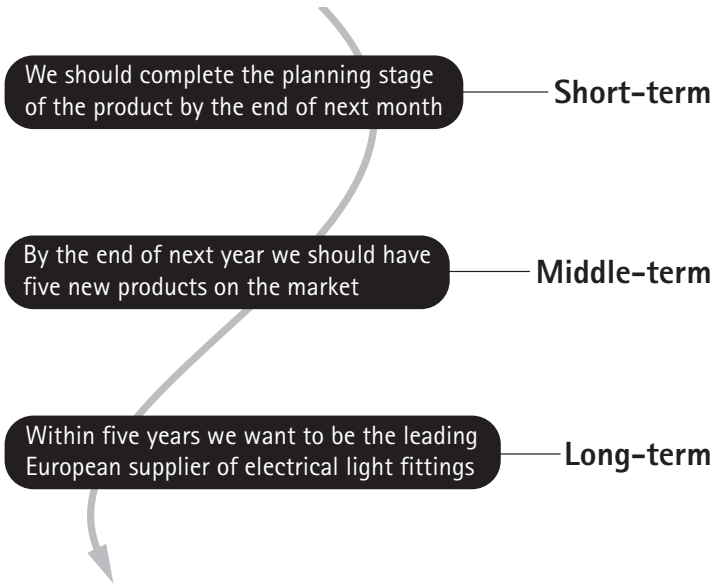 We should complete the planning stage
of the product by the end of next month
Short-term
By the end of next year we should have
five new products on the market
Middle-term
Within five years we want to be the leading
European supplier of electrical light fittings
Long-term